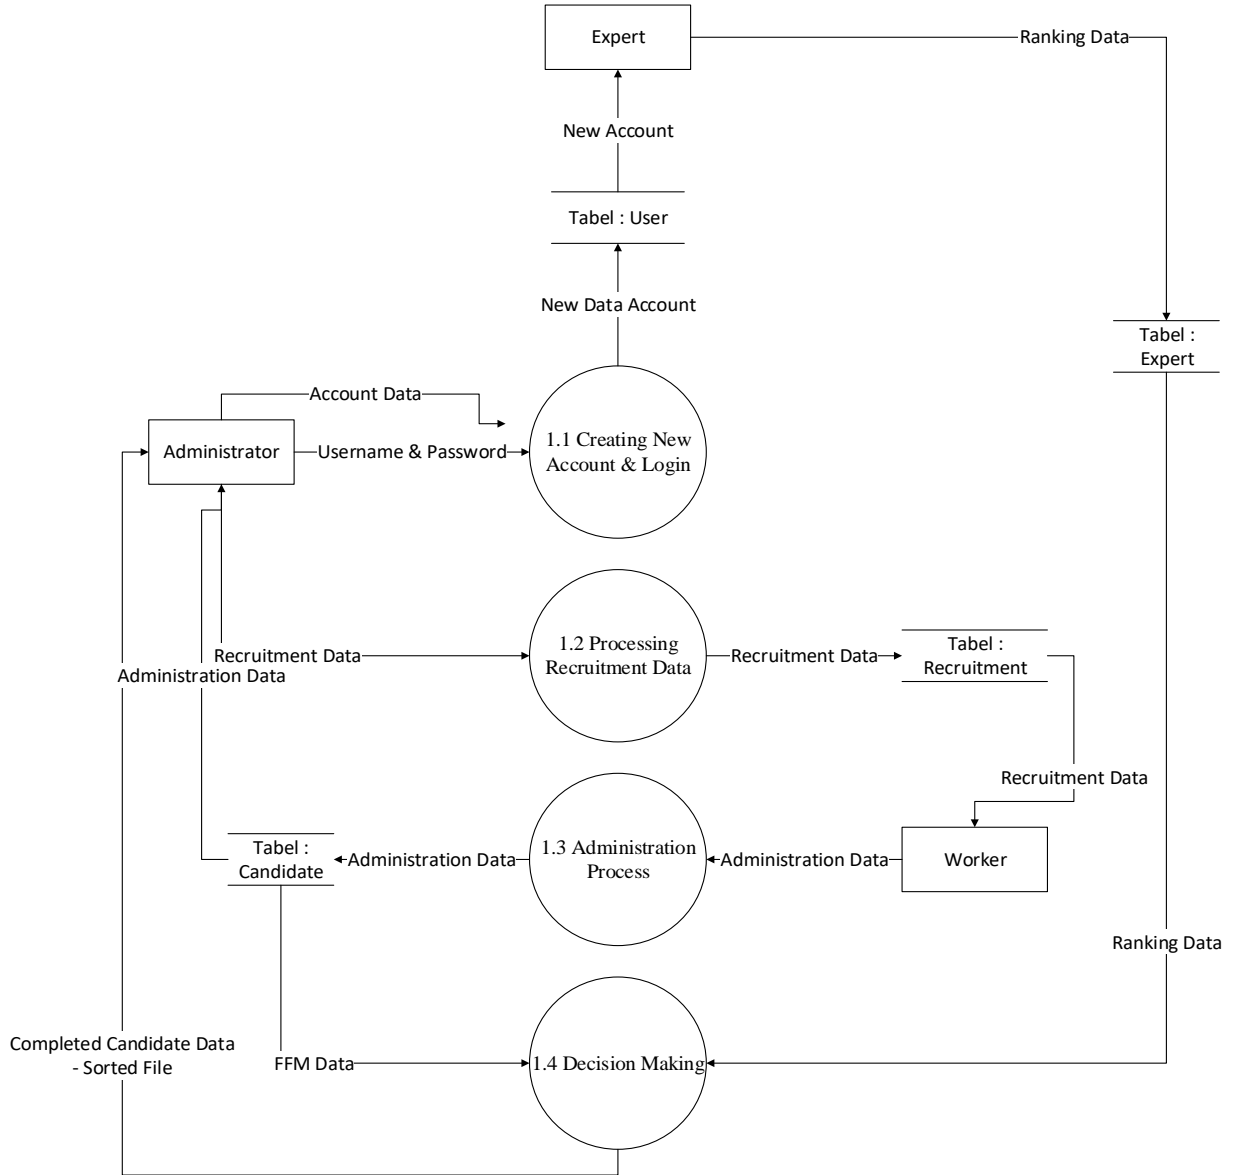 Expert
Ranking Data
New Account
Tabel : User
New Data Account
Tabel :
Expert
Account Data
Administrator
Username & Password
1.1 Creating New
Account & Login
Recruitment Data
Administration Data
1.2 Processing
Recruitment Data
Recruitment Data
Tabel :
Recruitment
Recruitment Data
Tabel :
Candidate
Administration Data
1.3 Administration
Process
Administration Data
Worker
Ranking Data
Completed Candidate Data
- Sorted File
FFM Data
1.4 Decision Making